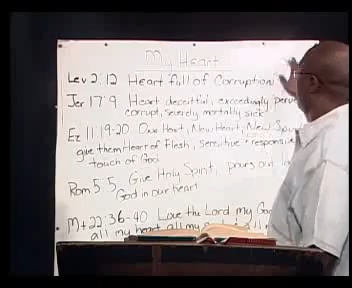 My Heart
Lev 2:12 Heart full of Corruption
Jer 17:9 Heart deceitful, exceedingly
corrupt, severely mortally sick
Ez 11:19-20 One Heart, New Heart, New
give them Heart of Flesh, sensitive + responsive
touch of God
Rom 5:5 Give Holy Spirit, pours out
God in our heart
Mt 22:36-40 Love the Lord my
all my heart all my